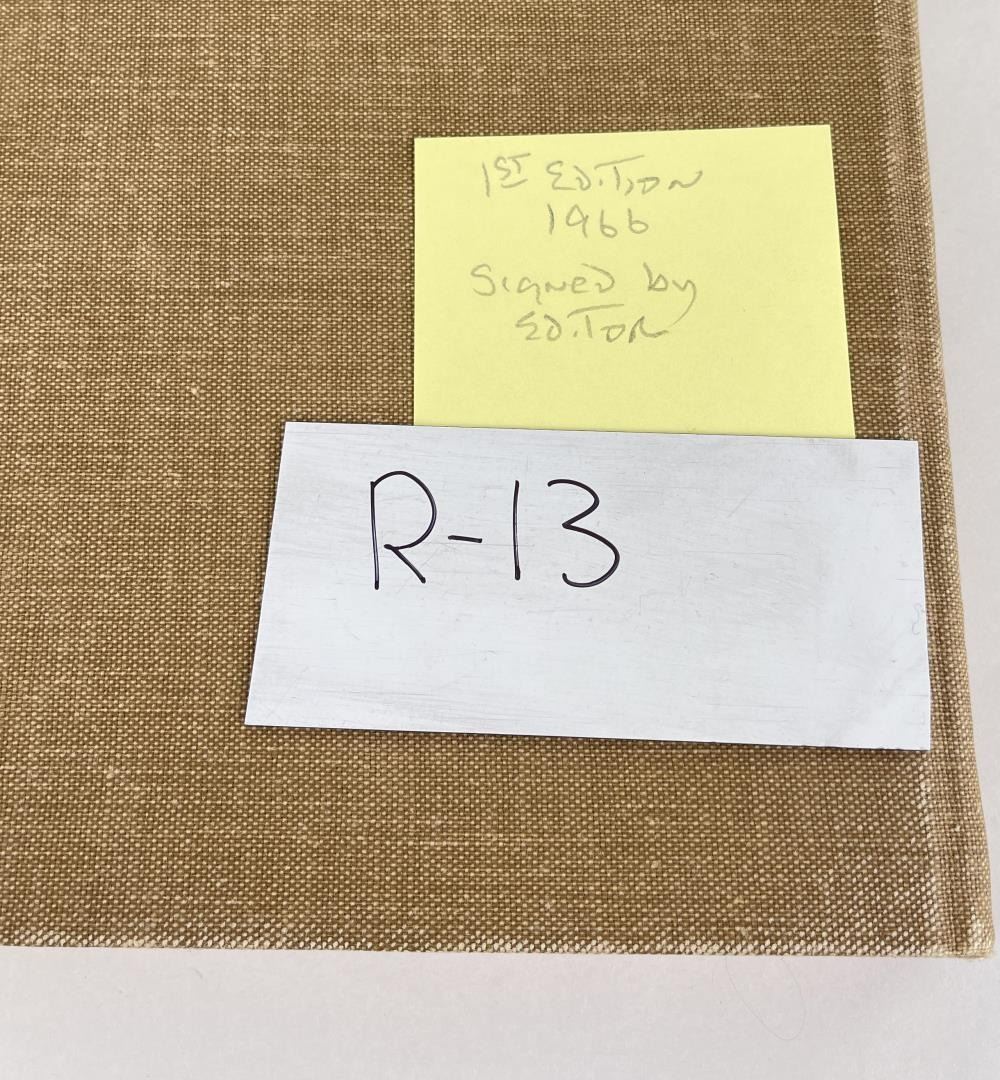 1ST EDITION
1966
Signed by
EDITOR
R-13